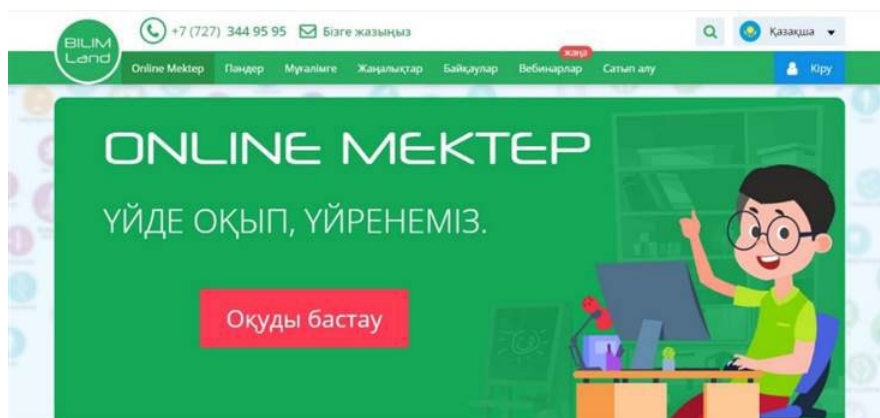 BILIM
Land
+7 (727) 344 95 95 Бізге жазыңыз
Қазақша
Online Mektep Пәндер Мұғалімге Жаңалықтар Байқаулар Вебинарлар Сатып алу
жаңа
Кіру
ONLINE MEKTEP
ҮЙДЕ ОҚЫП, ҮЙРЕНЕМІЗ.
Оқуды бастау